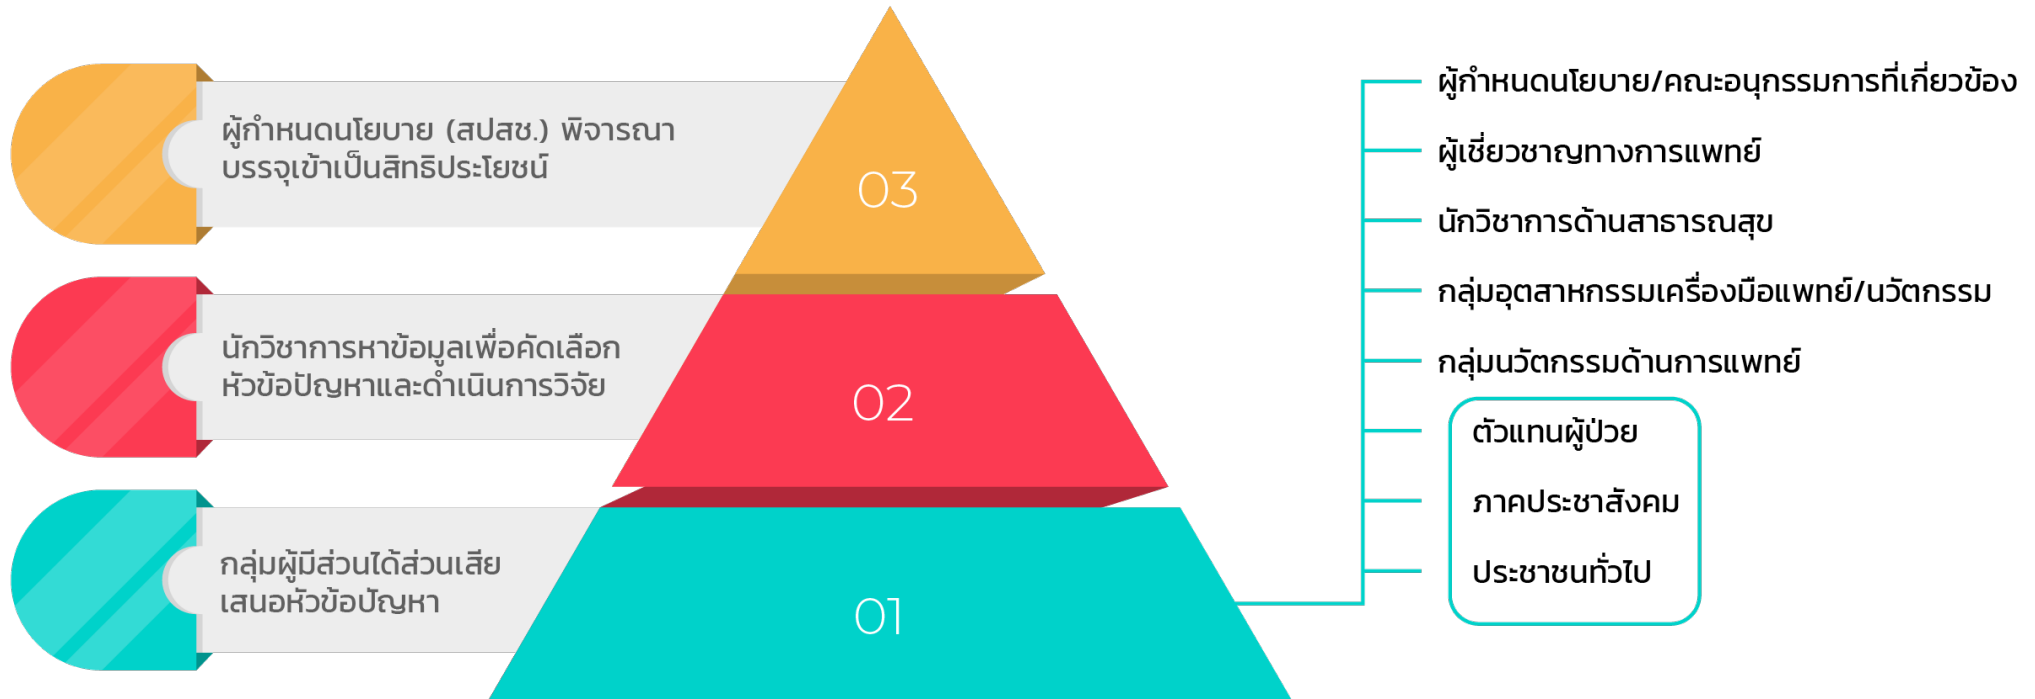 ผู้กำหนดนโยบาย (สปสช.) พิจารณา
บรรจุเข้าเป็นสิทธิประโยชน์
03
นักวิชาการหาข้อมูลเพื่อคัดเลือก
หัวข้อปัญหาและดำเนินการวิจัย
02
กลุ่มผู้มีส่วนได้ส่วนเสีย
เสนอหัวข้อปัญหา
01
ผู้กำหนดนโยบาย/คณะอนุกรรมการที่เกี่ยวข้อง
ผู้เชี่ยวชาญทางการแพทย์
นักวิชาการด้านสาธารณสุข
กลุ่มอุตสาหกรรมเครื่องมือแพทย์/นวัตกรรม
กลุ่มนวัตกรรมด้านการแพทย์
ตัวแทนผู้ป่วย
ภาคประชาสังคม
ประชาชนทั่วไป